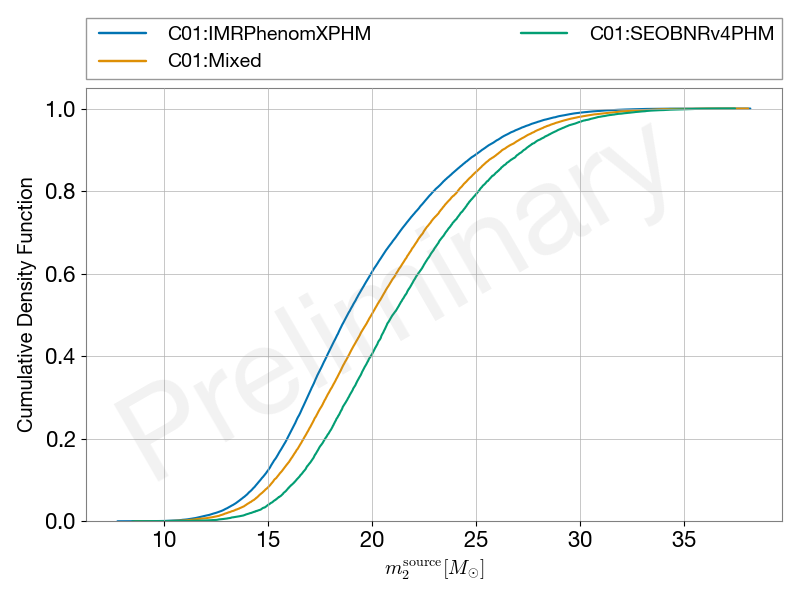 C01:IMRPhenomXPHM
C01:Mixed
C01:SEOBNRv4PHM
1.0
0.8
0.6
0.4
0.2
0.0
Cumulative Density Function
Preliminary
10 15 20 25 30 35
m₂^source [M☉]